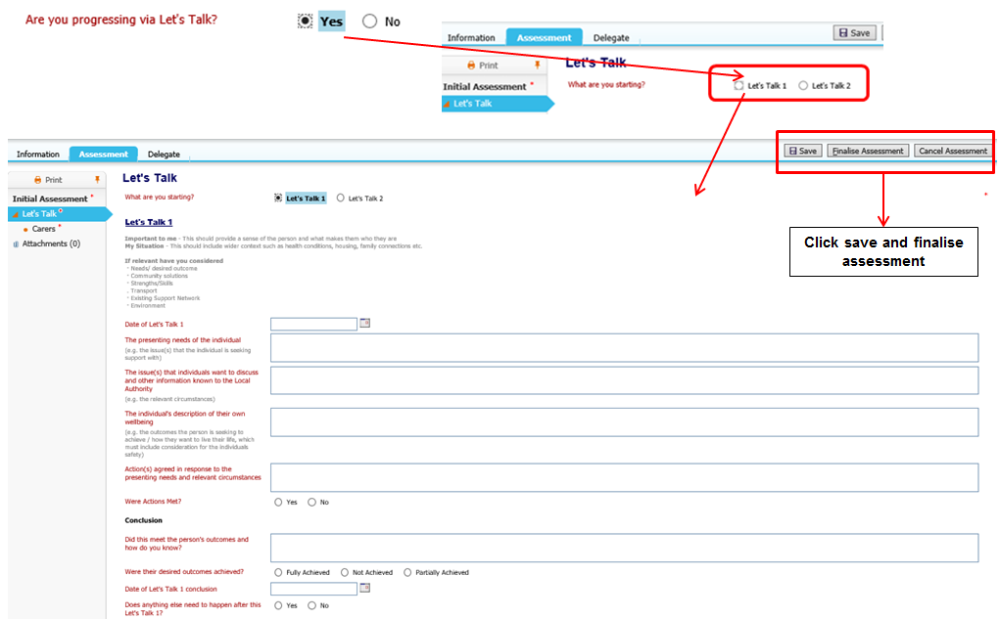 Are you progressing via Let's Talk?
Yes
No
Information
Assessment
Delegate
Save
Print
Let's Talk
Initial Assessment *
What are you starting?
Let's Talk 1
Let's Talk 2
Let's Talk
Information
Assessment
Delegate
Save
Finalise Assessment
Cancel Assessment
Print
Let's Talk
Initial Assessment *
What are you starting?
Let's Talk 1
Let's Talk 2
*
Let's Talk *
Carers *
Attachments (0)
Click save and finalise
assessment
Let's Talk 1
Important to me - This should provide a sense of the person and what makes them who they are
My Situation - This should include wider context such as health conditions, housing, family connections etc.
If relevant have you considered
- Needs/ desired outcome
- Community solutions
- Strengths/Skills
. Transport
- Existing Support Network
- Environment
Date of Let's Talk 1
The presenting needs of the individual
(e.g. the issue(s) that the individual is seeking
support with)
The issue(s) that individuals want to discuss
and other information known to the Local
Authority
(e.g. the relevant circumstances)
The individual's description of their own
wellbeing
(e.g. the outcomes the person is seeking to
achieve / how they want to live their life, which
must include consideration for the individuals
safety)
Action(s) agreed in response to the
presenting needs and relevant circumstances
Were Actions Met?
Yes
No
Conclusion
Did this meet the person's outcomes and
how do you know?
Were their desired outcomes achieved?
Fully Achieved
Not Achieved
Partially Achieved
Date of Let's Talk 1 conclusion
Does anything else need to happen after this
Let's Talk 1?
Yes
No